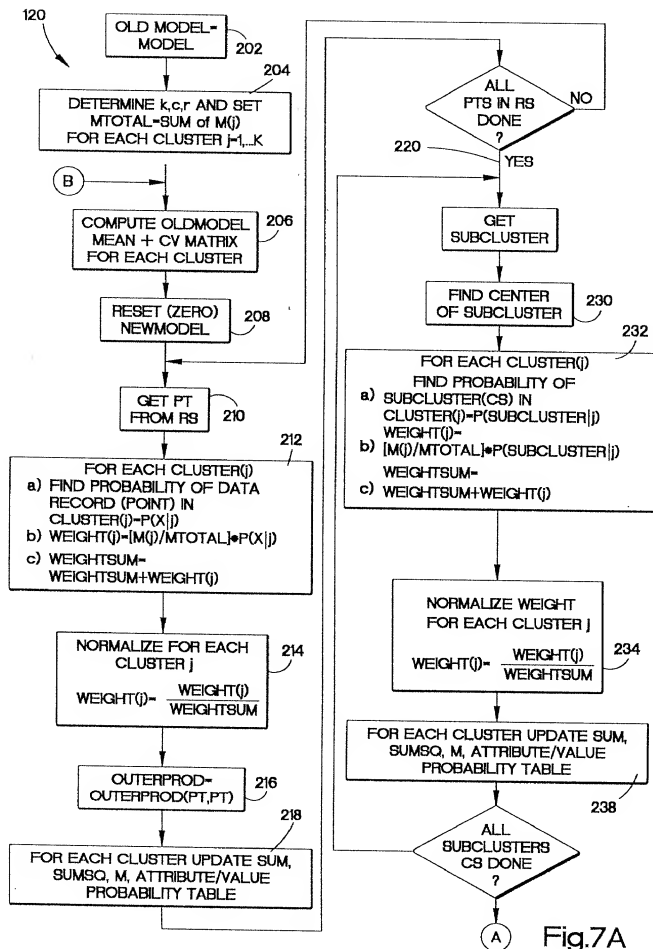 120
OLD MODEL=
MODEL
202
204
DETERMINE k,c,r AND SET
MTOTAL=SUM of M(j)
FOR EACH CLUSTER j=1,...K
B
COMPUTE OLDMODEL
MEAN + CV MATRIX
FOR EACH CLUSTER
206
RESET (ZERO)
NEWMODEL
208
GET PT
FROM RS
210
212
FOR EACH CLUSTER(j)
a) FIND PROBABILITY OF DATA
RECORD (POINT) IN
CLUSTER(j)=P(X|j)
b) WEIGHT(j)=[M(j)/MTOTAL]•P(X|j)
c) WEIGHTSUM=
WEIGHTSUM+WEIGHT(j)
NORMALIZE FOR EACH
CLUSTER j
WEIGHT(j)= WEIGHT(j)
WEIGHTSUM
214
OUTERPROD=
OUTERPROD(PT,PT)
216
218
FOR EACH CLUSTER UPDATE SUM,
SUMSQ, M, ATTRIBUTE/VALUE
PROBABILITY TABLE
ALL
PTS IN RS
DONE
?
NO
220
YES
GET
SUBCLUSTER
FIND CENTER
OF SUBCLUSTER
230
232
FOR EACH CLUSTER(j)
FIND PROBABILITY OF
a) SUBCLUSTER(CS) IN
CLUSTER(j)=P(SUBCLUSTER|j)
WEIGHT(j)=
b) [M(j)/MTOTAL]•P(SUBCLUSTER|j)
WEIGHTSUM=
c) WEIGHTSUM+WEIGHT(j)
NORMALIZE WEIGHT
FOR EACH CLUSTER j
WEIGHT(j)= WEIGHT(j)
WEIGHTSUM
234
FOR EACH CLUSTER UPDATE SUM,
SUMSQ, M, ATTRIBUTE/VALUE
PROBABILITY TABLE
238
ALL
SUBCLUSTERS
CS DONE
?
A
Fig.7A